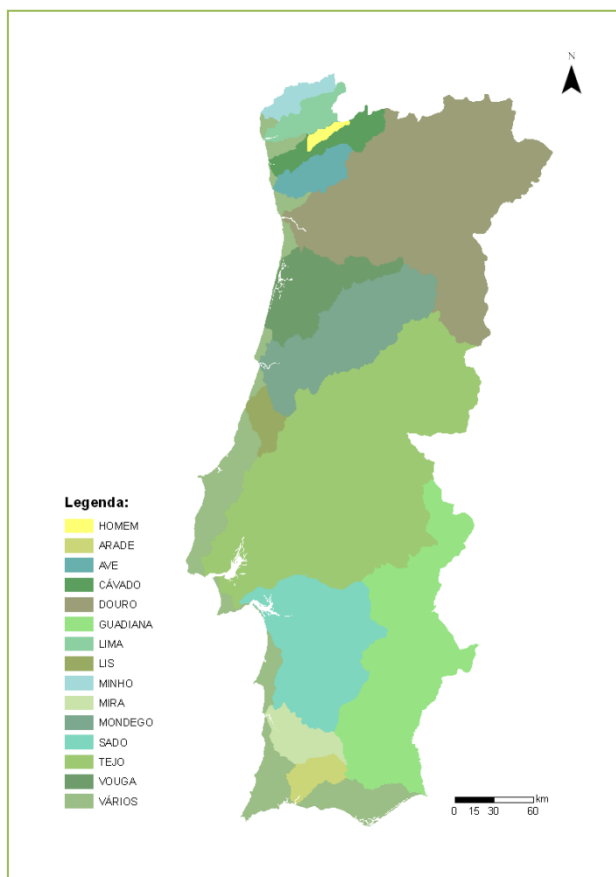 N
Legenda:
HOMEM
ARADE
AVE
CÁVADO
DOURO
GUADIANA
LIMA
LIS
MINHO
MIRA
MONDEGO
SADO
TEJO
VOUGA
VÁRIOS
km
0 15 30 60